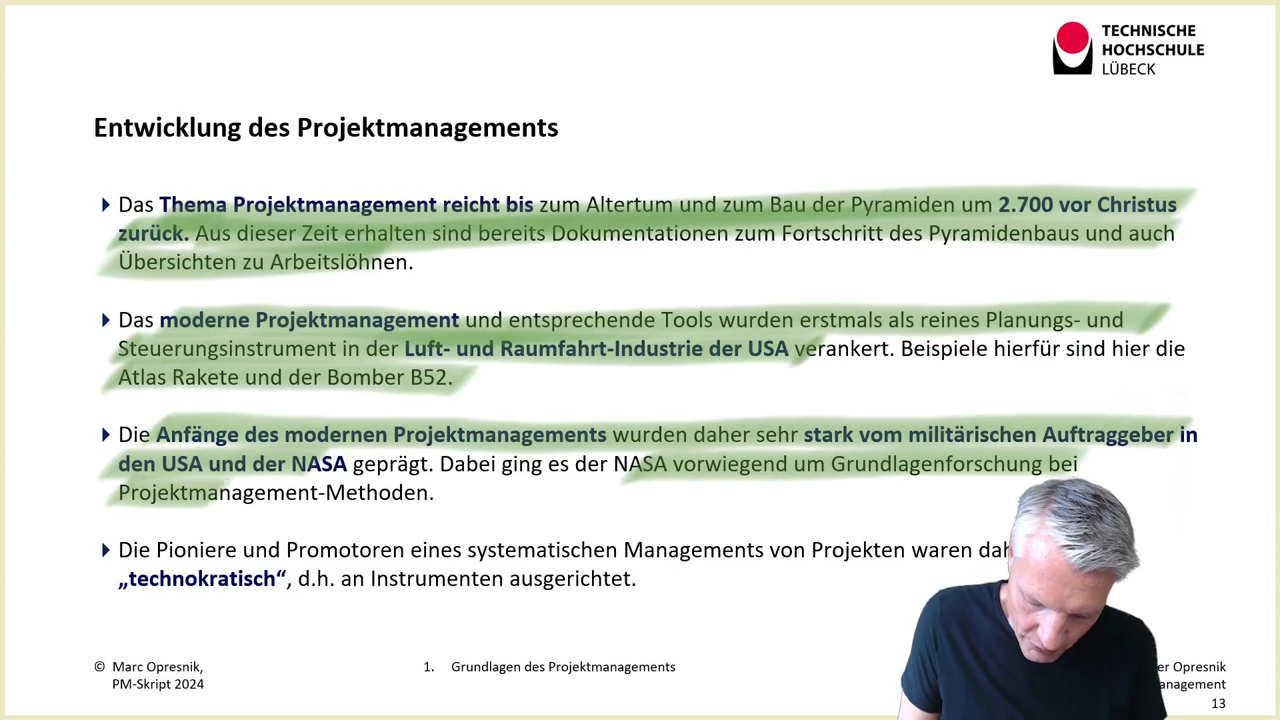 TECHNISCHE
HOCHSCHULE
LÜBECK
Entwicklung des Projektmanagements
Das Thema Projektmanagement reicht bis zum Altertum und zum Bau der Pyramiden um 2.700 vor Christus
zurück. Aus dieser Zeit erhalten sind bereits Dokumentationen zum Fortschritt des Pyramidenbaus und auch
Übersichten zu Arbeitslöhnen.
Das moderne Projektmanagement und entsprechende Tools wurden erstmals als reines Planungs- und
Steuerungsinstrument in der Luft- und Raumfahrt-Industrie der USA verankert. Beispiele hierfür sind hier die
Atlas Rakete und der Bomber B52.
Die Anfänge des modernen Projektmanagements wurden daher sehr stark vom militärischen Auftraggeber in
den USA und der NASA geprägt. Dabei ging es der NASA vorwiegend um Grundlagenforschung bei
Projektmanagement-Methoden.
Die Pioniere und Promotoren eines systematischen Managements von Projekten waren
„technokratisch“, d.h. an Instrumenten ausgerichtet.
© Marc Opresnik,
PM-Skript 2024
1. Grundlagen des Projektmanagements
Opresnik
13